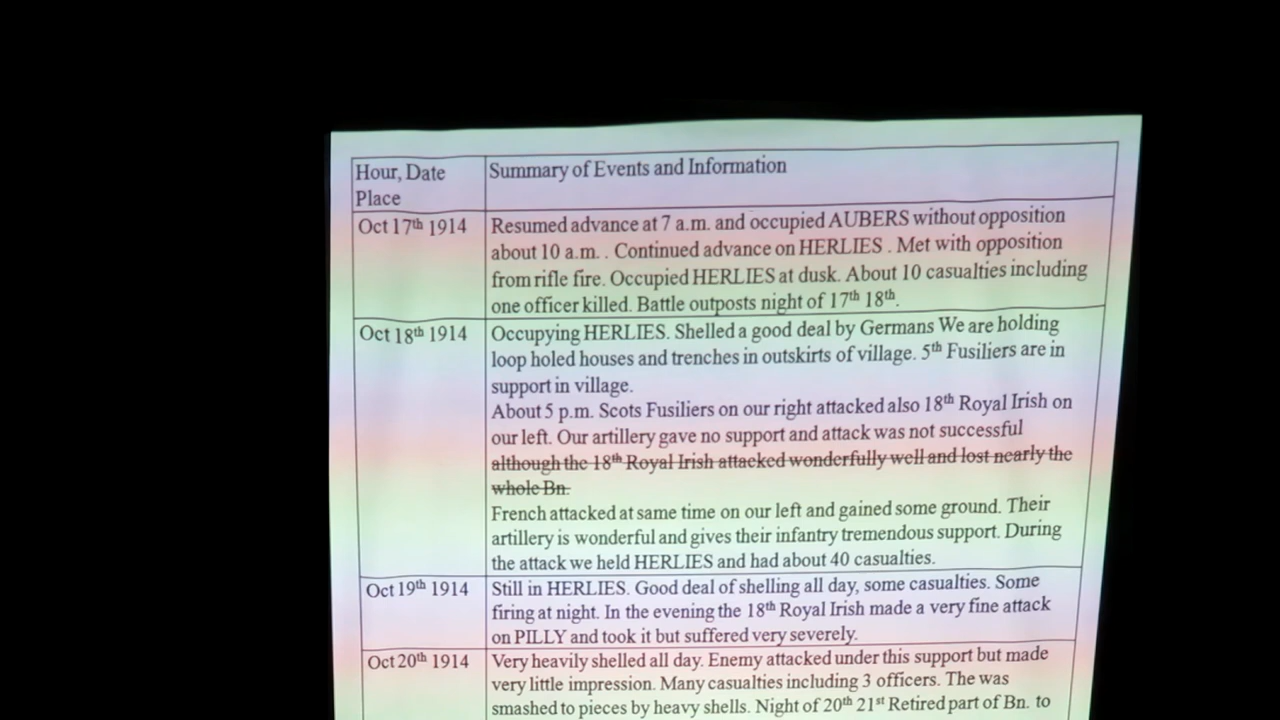 Hour, Date
Place
Summary of Events and Information
Oct 17th 1914
Resumed advance at 7 a.m. and occupied AUBERS without opposition
about 10 a.m. . Continued advance on HERLIES . Met with opposition
from rifle fire. Occupied HERLIES at dusk. About 10 casualties including
one officer killed. Battle outposts night of 17th 18th.
Oct 18th 1914
Occupying HERLIES. Shelled a good deal by Germans We are holding
loop holed houses and trenches in outskirts of village. 5th Fusiliers are in
support in village.
About 5 p.m. Scots Fusiliers on our right attacked also 18th Royal Irish on
our left. Our artillery gave no support and attack was not successful
although the 18th Royal Irish attacked wonderfully well and lost nearly the
whole Bn.
French attacked at same time on our left and gained some ground. Their
artillery is wonderful and gives their infantry tremendous support. During
the attack we held HERLIES and had about 40 casualties.
Oct 19th 1914
Still in HERLIES. Good deal of shelling all day, some casualties. Some
firing at night. In the evening the 18th Royal Irish made a very fine attack
on PILLY and took it but suffered very severely.
Oct 20th 1914
Very heavily shelled all day. Enemy attacked under this support but made
very little impression. Many casualties including 3 officers. The was
smashed to pieces by heavy shells. Night of 20th 21st Retired part of Bn. to